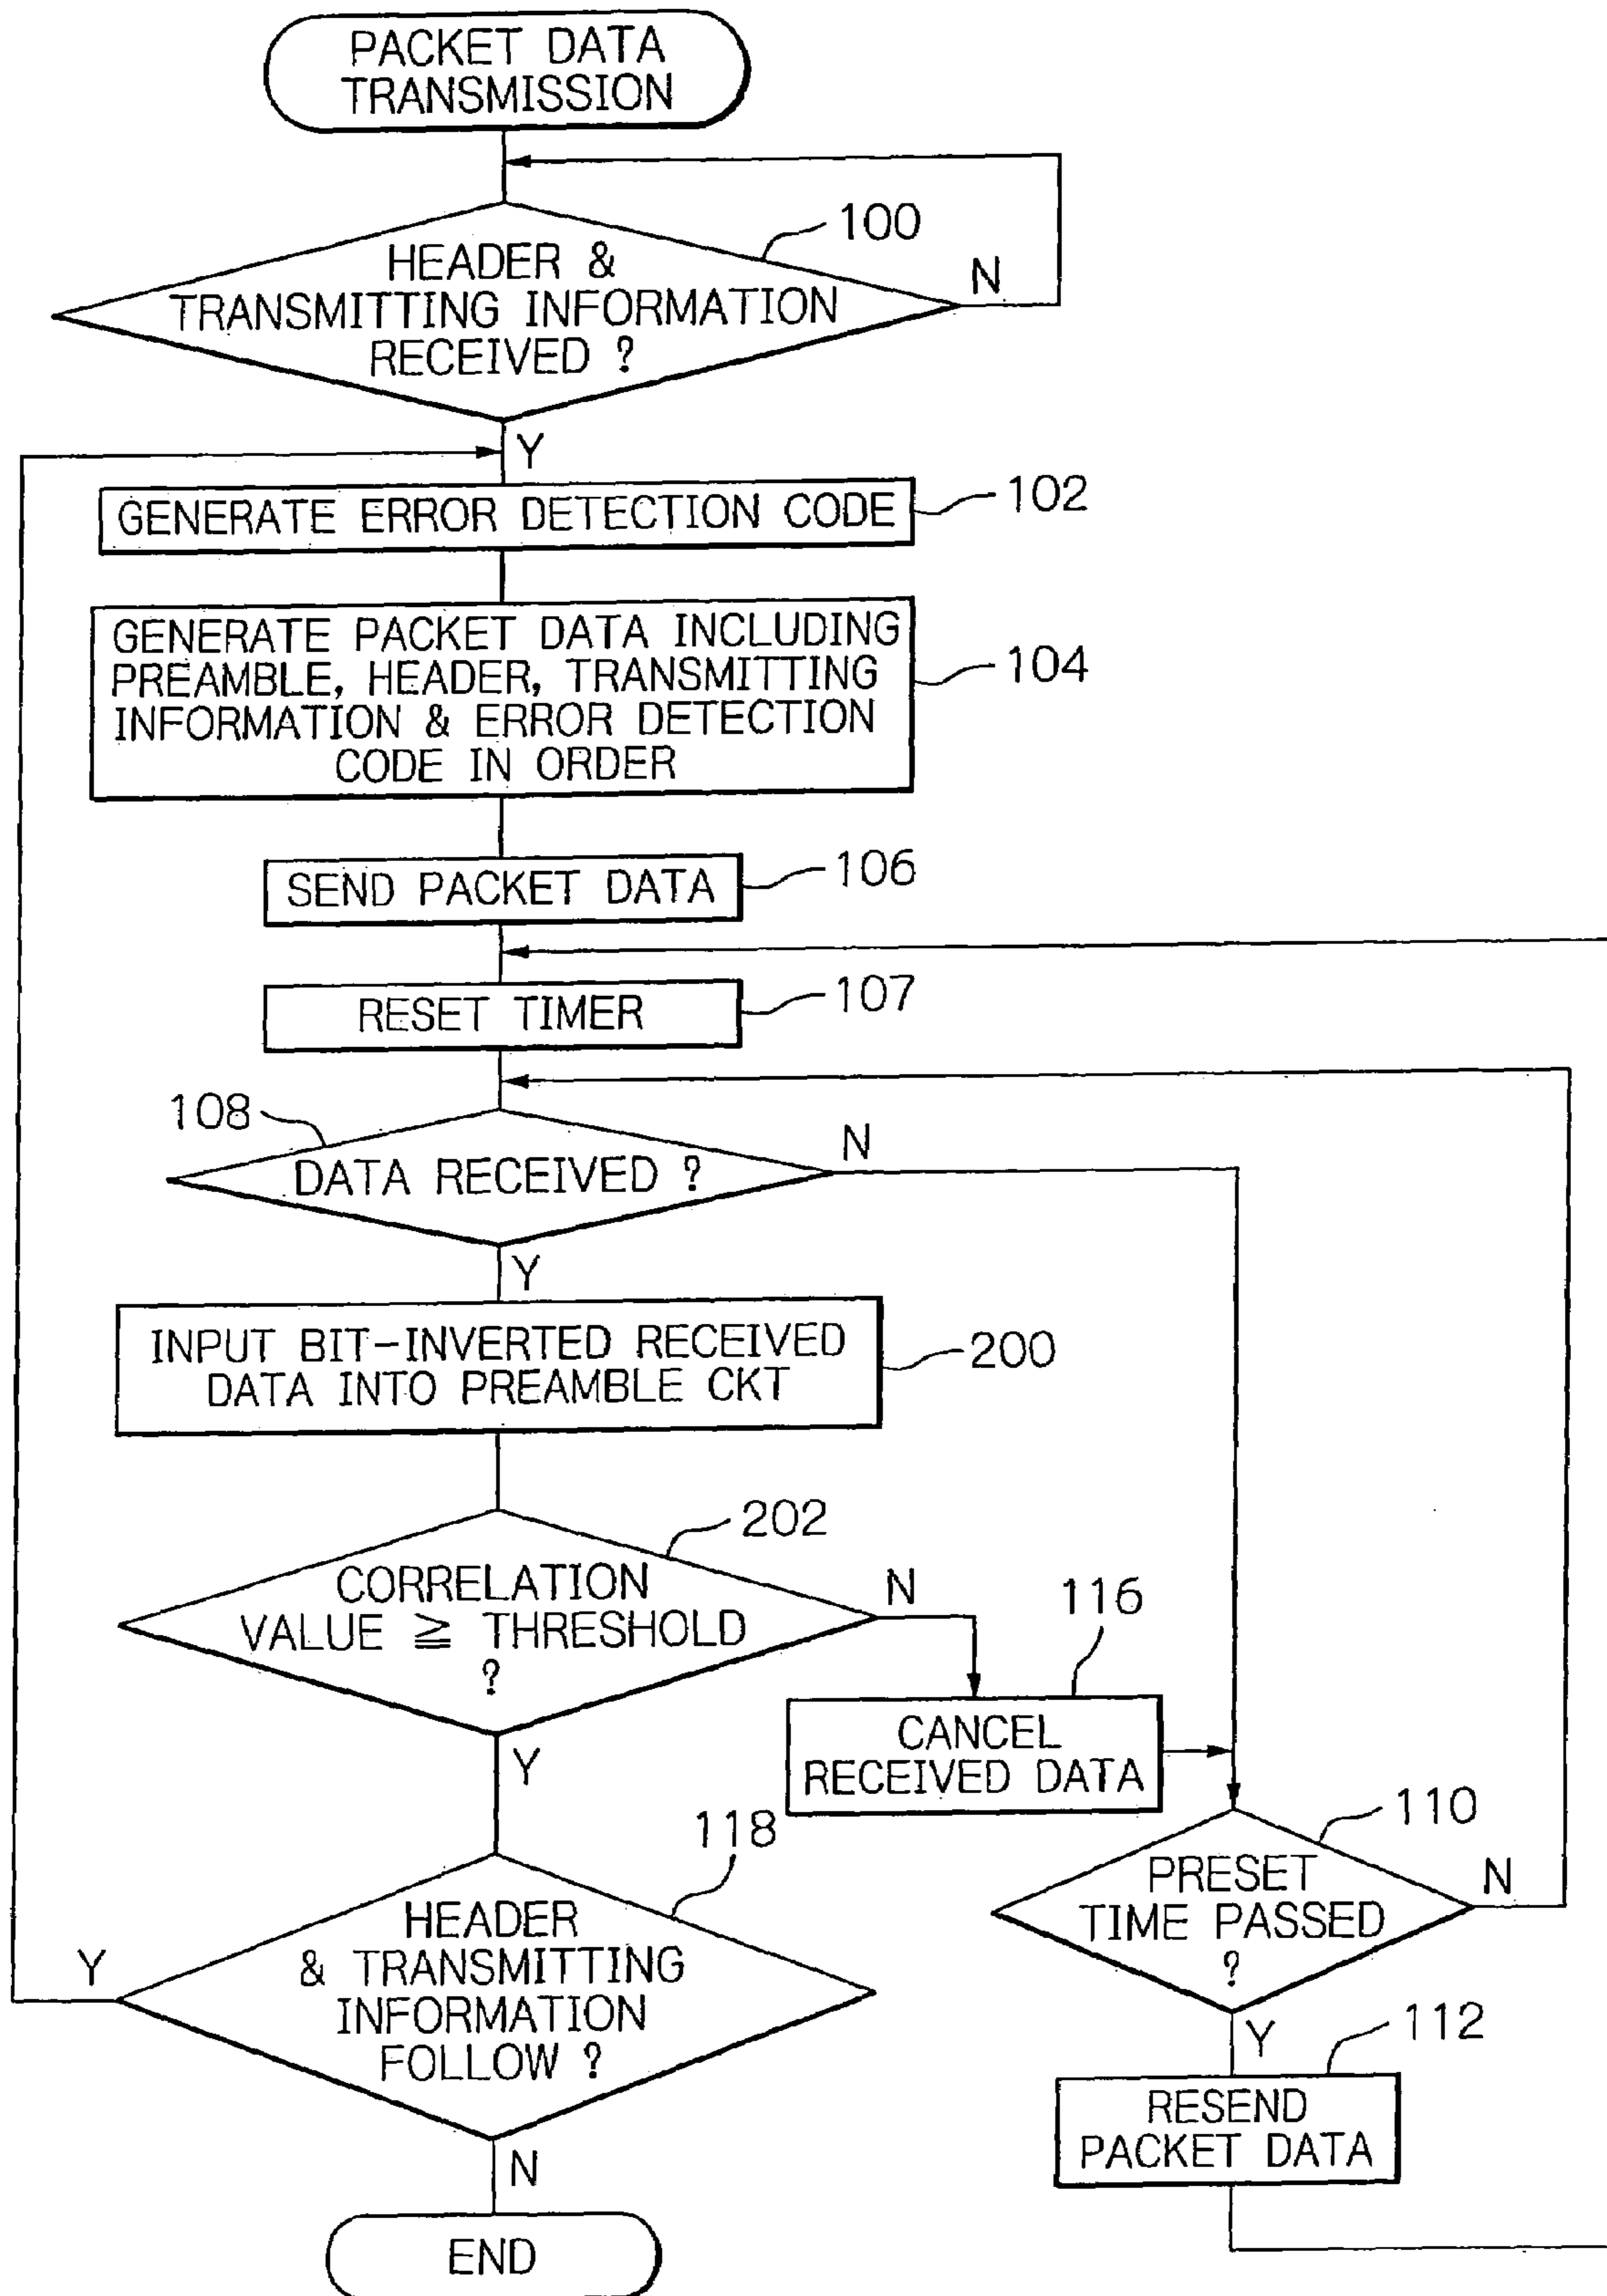 PACKET DATA
TRANSMISSION
100
HEADER &
TRANSMITTING INFORMATION
RECEIVED ?
N
Y
GENERATE ERROR DETECTION CODE
102
GENERATE PACKET DATA INCLUDING
PREAMBLE, HEADER, TRANSMITTING
INFORMATION & ERROR DETECTION
CODE IN ORDER
104
SEND PACKET DATA
106
RESET TIMER
107
108
DATA RECEIVED ?
N
Y
INPUT BIT-INVERTED RECEIVED
DATA INTO PREAMBLE CKT
200
202
CORRELATION
VALUE ≧ THRESHOLD
?
N
Y
116
CANCEL
RECEIVED DATA
110
PRESET
TIME PASSED
?
N
Y
118
HEADER
& TRANSMITTING
INFORMATION
FOLLOW ?
Y
N
112
RESEND
PACKET DATA
END